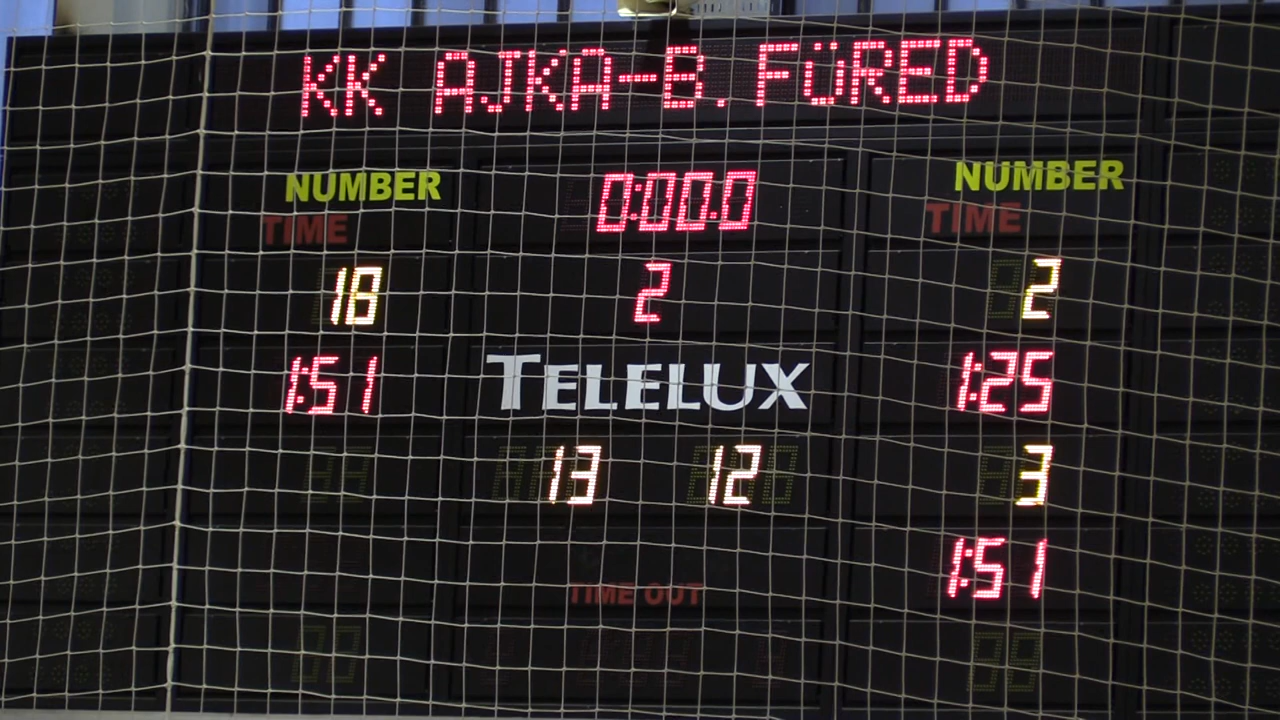 KK AJKA-B.FüRED
NUMBER 0:00.0 NUMBER
TIME TIME
18 2 2
1:51 TELELUX 1:25
13 12 3
1:51
TIME OUT